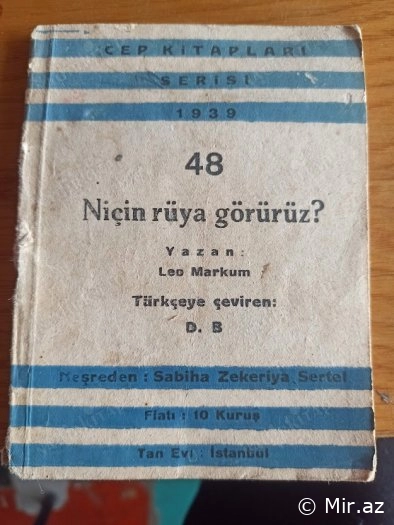 CEP KİTAPLARI
SERİSİ
1939
48
Niçin rüya görürüz?
Yazan:
Leo Markum
Türkçeye çeviren:
D. B
Neşreden : Sabiha Zekeriya Sertel
Fiatı : 10 Kuruş
Tan Evi : İstanbul
© Mir.az